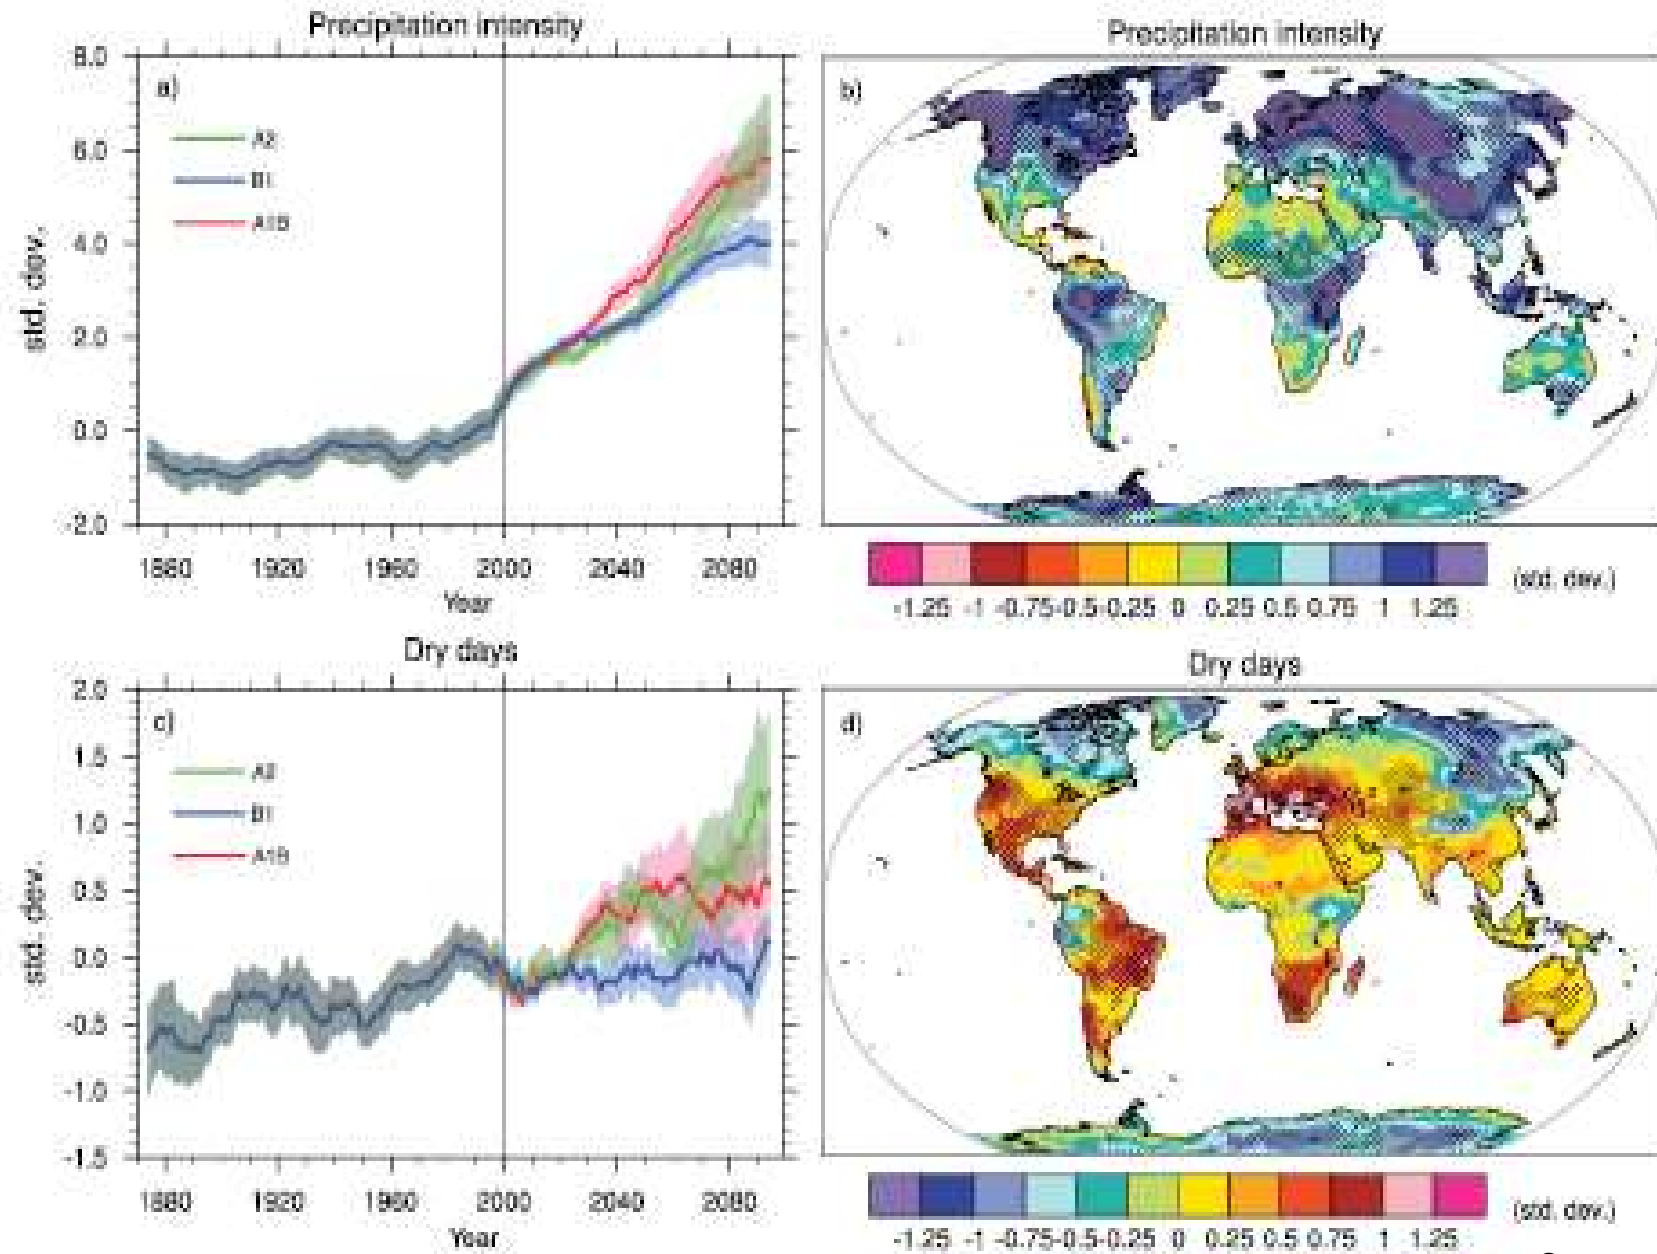 Precipitation intensity
8.0
a)
6.0
A2
B1
A1B
4.0
2.0
0.0
-2.0
std. dev.
1880 1920 1960 2000 2040 2080
Year
Precipitation intensity
b)
-1.25 -1 -0.75 -0.5 -0.25 0 0.25 0.5 0.75 1 1.25
(std. dev.)
Dry days
2.0
c)
1.5
A2
B1
A1B
1.0
0.5
0.0
-0.5
-1.0
-1.5
std. dev.
1880 1920 1960 2000 2040 2080
Year
Dry days
d)
-1.25 -1 -0.75 -0.5 -0.25 0 0.25 0.5 0.75 1 1.25
(std. dev.)